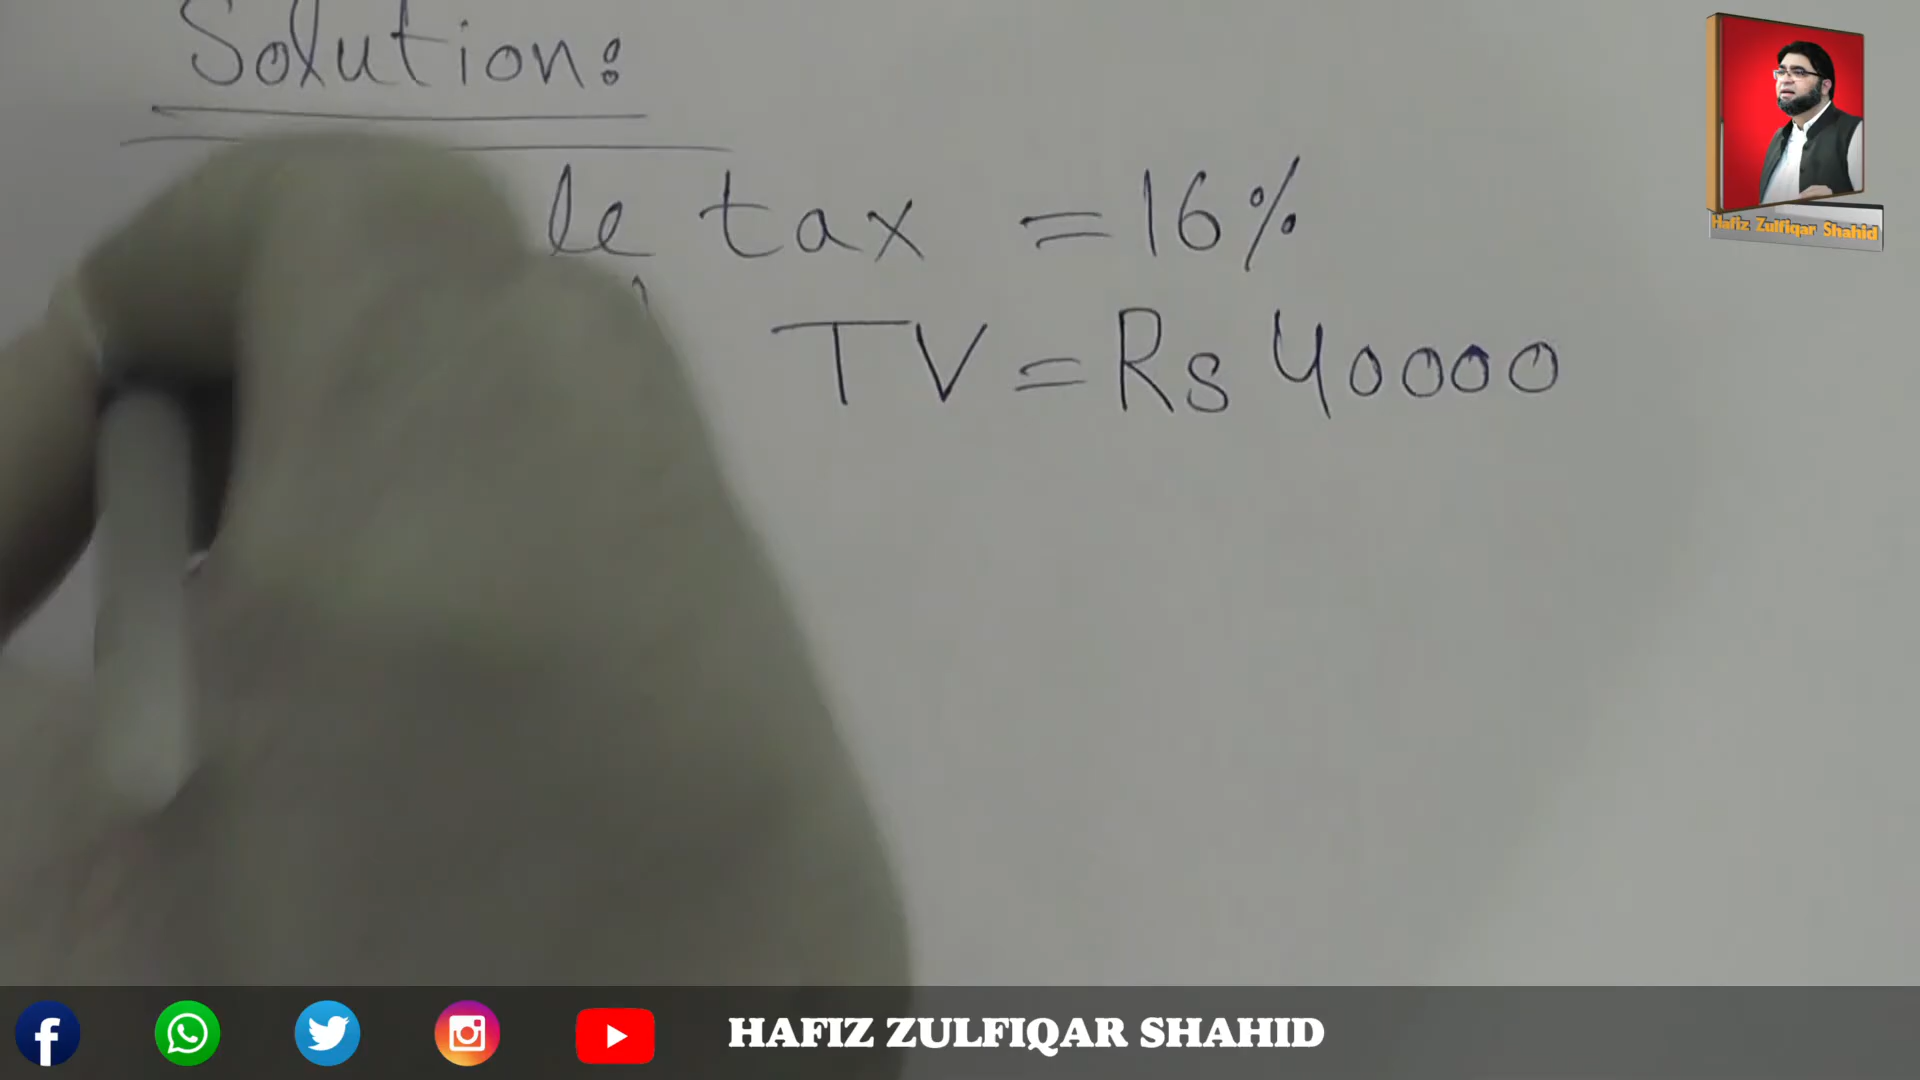 Solution:
le tax = 16%
TV = Rs 40000
Hafiz Zulfiqar Shahid
HAFIZ ZULFIQAR SHAHID